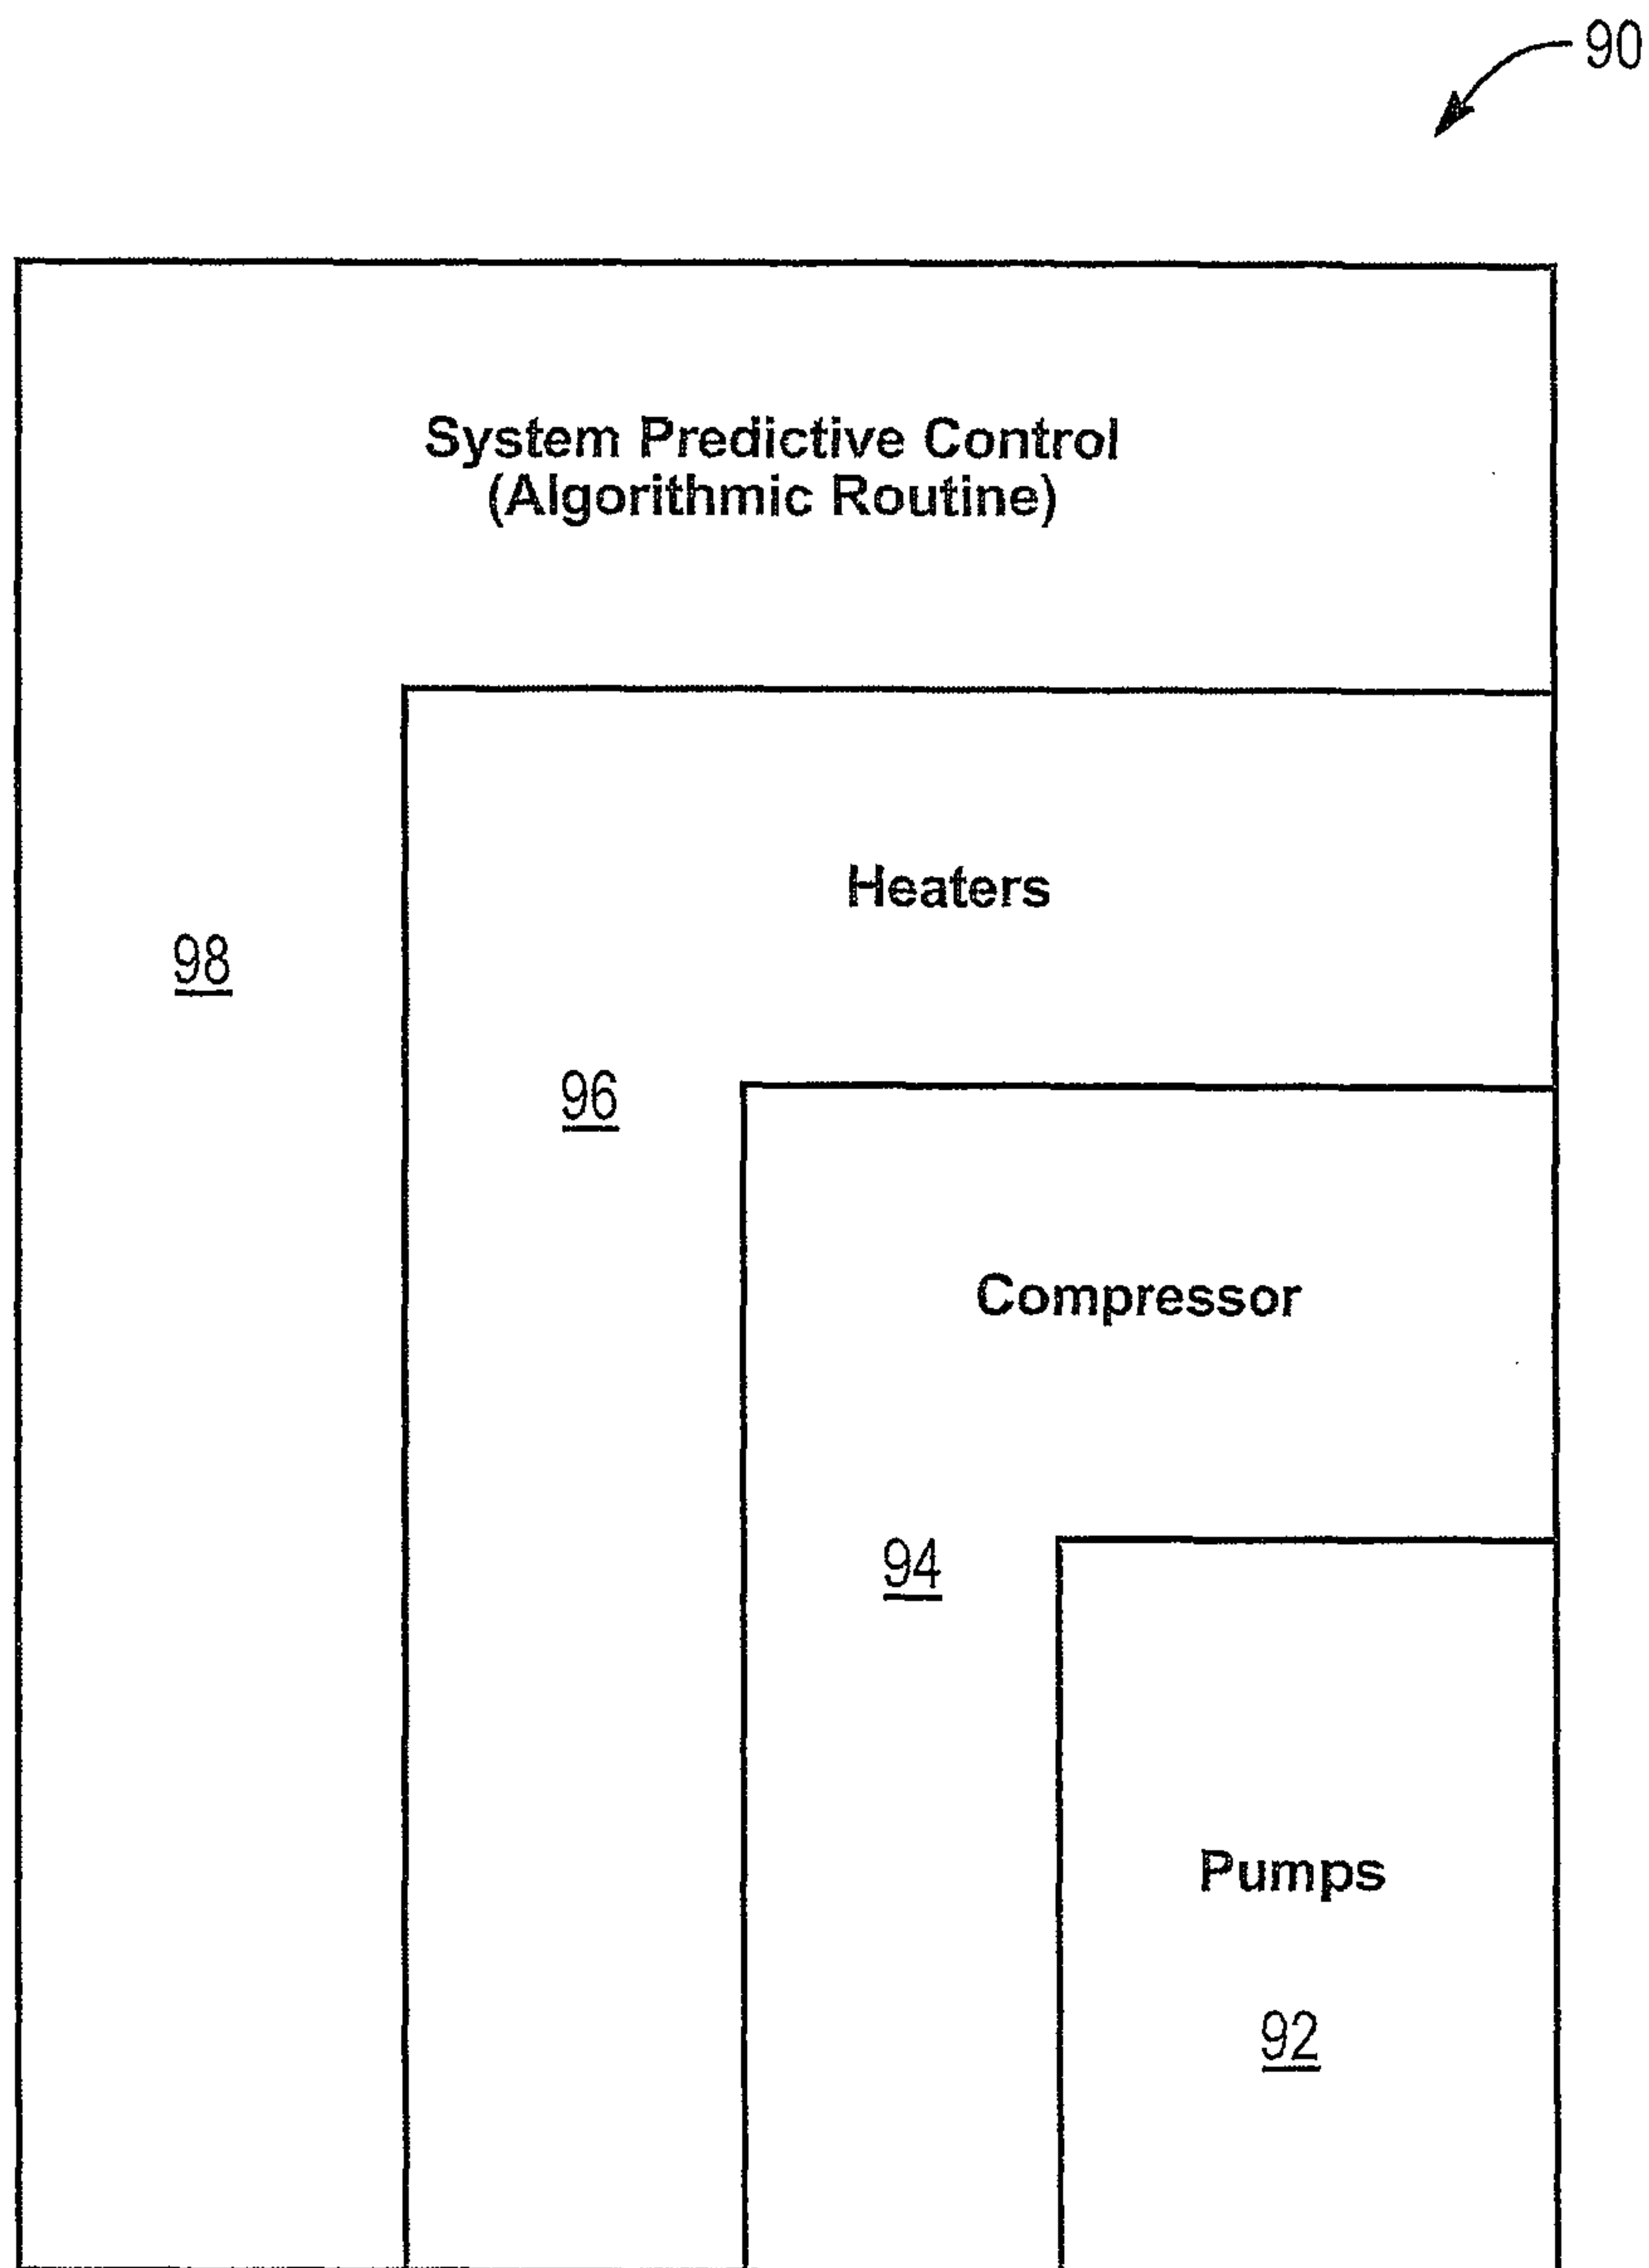 90
System Predictive Control
(Algorithmic Routine)
Heaters
98
96
Compressor
94
Pumps
92